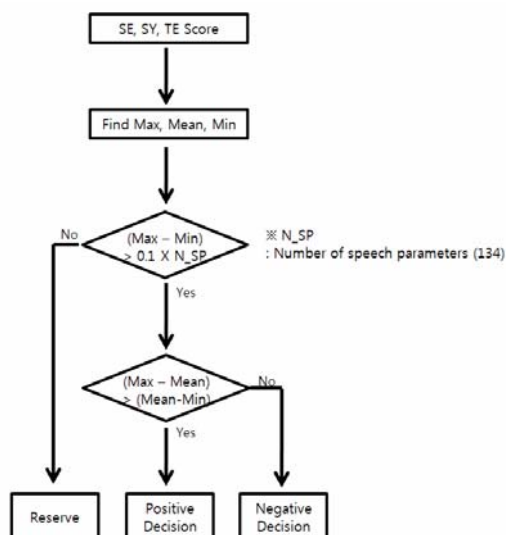 SE, SY, TE Score
Find Max, Mean, Min
No
(Max – Min)
> 0.1 X N_SP
※ N_SP
: Number of speech parameters (134)
Yes
(Max – Mean)
> (Mean-Min)
No
Yes
Reserve
Positive
Decision
Negative
Decision